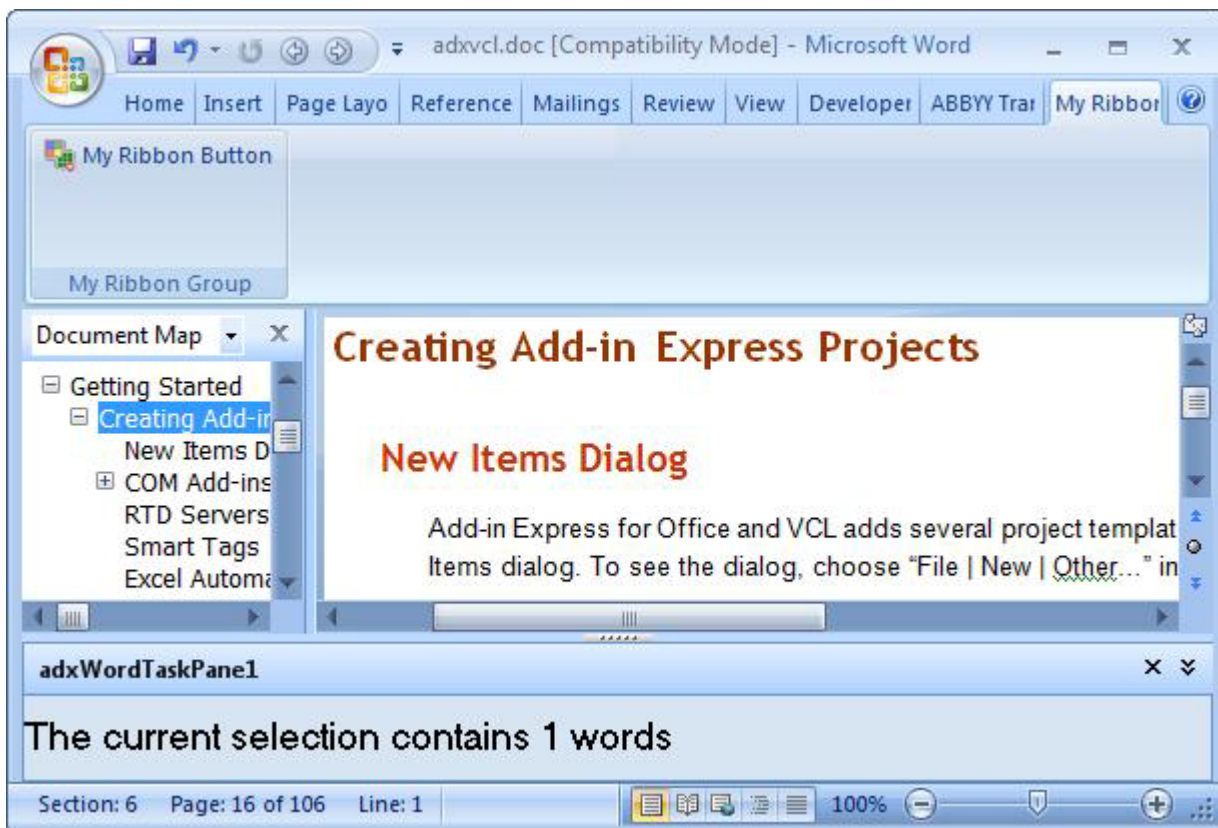 adxvcl.doc [Compatibility Mode] - Microsoft Word
Home Insert Page Layo Reference Mailings Review View Developer ABBYY Trar My Ribbor
My Ribbon Button
My Ribbon Group
Document Map
Getting Started
Creating Add-ir
New Items D
COM Add-ins
RTD Servers
Smart Tags
Excel Automa
Creating Add-in Express Projects
New Items Dialog
Add-in Express for Office and VCL adds several project templat
Items dialog. To see the dialog, choose “File | New | Other...” in
adxWordTaskPane1
The current selection contains 1 words
Section: 6 Page: 16 of 106 Line: 1 100%